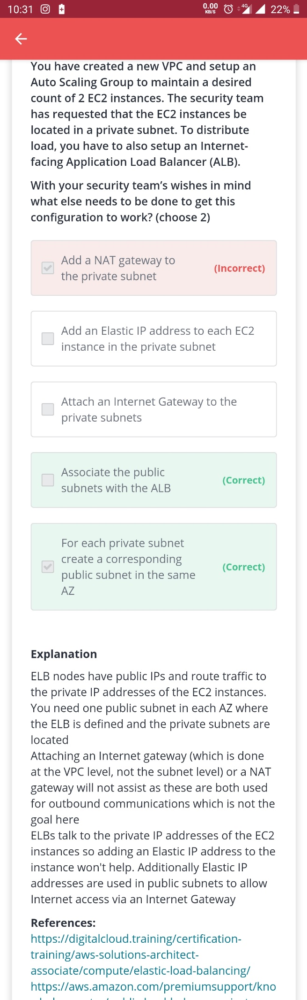 10:31
0.00
KB/S
4G
22%
You have created a new VPC and setup an
Auto Scaling Group to maintain a desired
count of 2 EC2 instances. The security team
has requested that the EC2 instances be
located in a private subnet. To distribute
load, you have to also setup an Internet-
facing Application Load Balancer (ALB).
With your security team’s wishes in mind
what else needs to be done to get this
configuration to work? (choose 2)
Add a NAT gateway to
the private subnet
(Incorrect)
Add an Elastic IP address to each EC2
instance in the private subnet
Attach an Internet Gateway to the
private subnets
Associate the public
subnets with the ALB
(Correct)
For each private subnet
create a corresponding
public subnet in the same
AZ
(Correct)
Explanation
ELB nodes have public IPs and route traffic to
the private IP addresses of the EC2 instances.
You need one public subnet in each AZ where
the ELB is defined and the private subnets are
located
Attaching an Internet gateway (which is done
at the VPC level, not the subnet level) or a NAT
gateway will not assist as these are both used
for outbound communications which is not the
goal here
ELBs talk to the private IP addresses of the EC2
instances so adding an Elastic IP address to the
instance won't help. Additionally Elastic IP
addresses are used in public subnets to allow
Internet access via an Internet Gateway
References:
https://digitalcloud.training/certification-
training/aws-solutions-architect-
associate/compute/elastic-load-balancing/
https://aws.amazon.com/premiumsupport/kno